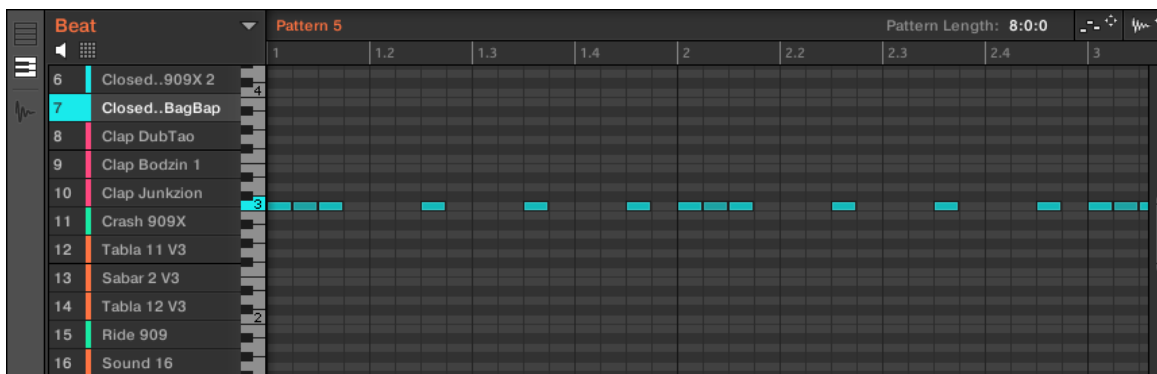 Beat Pattern 5 Pattern Length: 8:0:0
1 1.2 1.3 1.4 2 2.2 2.3 2.4 3
6 Closed..909X 2
4
7 Closed..BagBap
8 Clap DubTao
9 Clap Bodzin 1
10 Clap Junkzion
3
11 Crash 909X
12 Tabla 11 V3
13 Sabar 2 V3
14 Tabla 12 V3
2
15 Ride 909
16 Sound 16